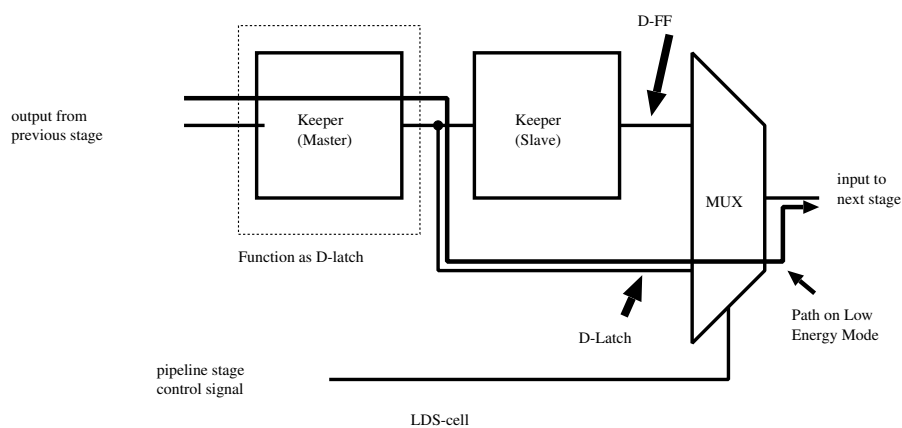 D-FF
output from
previous stage
Keeper
(Master)
Keeper
(Slave)
MUX
input to
next stage
Function as D-latch
D-Latch
Path on Low
Energy Mode
pipeline stage
control signal
LDS-cell